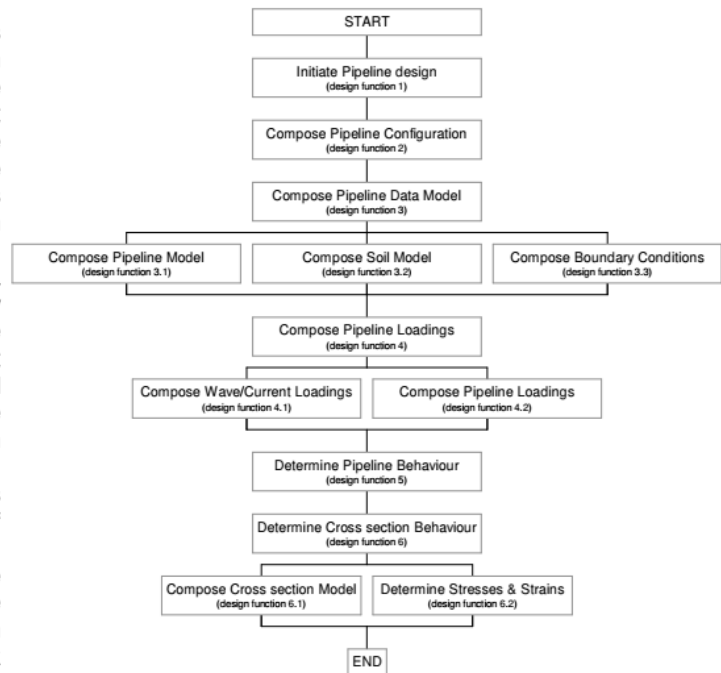 START
Initiate Pipeline design
(design function 1)
Compose Pipeline Configuration
(design function 2)
Compose Pipeline Data Model
(design function 3)
Compose Pipeline Model
(design function 3.1)
Compose Soil Model
(design function 3.2)
Compose Boundary Conditions
(design function 3.3)
Compose Pipeline Loadings
(design function 4)
Compose Wave/Current Loadings
(design function 4.1)
Compose Pipeline Loadings
(design function 4.2)
Determine Pipeline Behaviour
(design function 5)
Determine Cross section Behaviour
(design function 6)
Compose Cross section Model
(design function 6.1)
Determine Stresses & Strains
(design function 6.2)
END